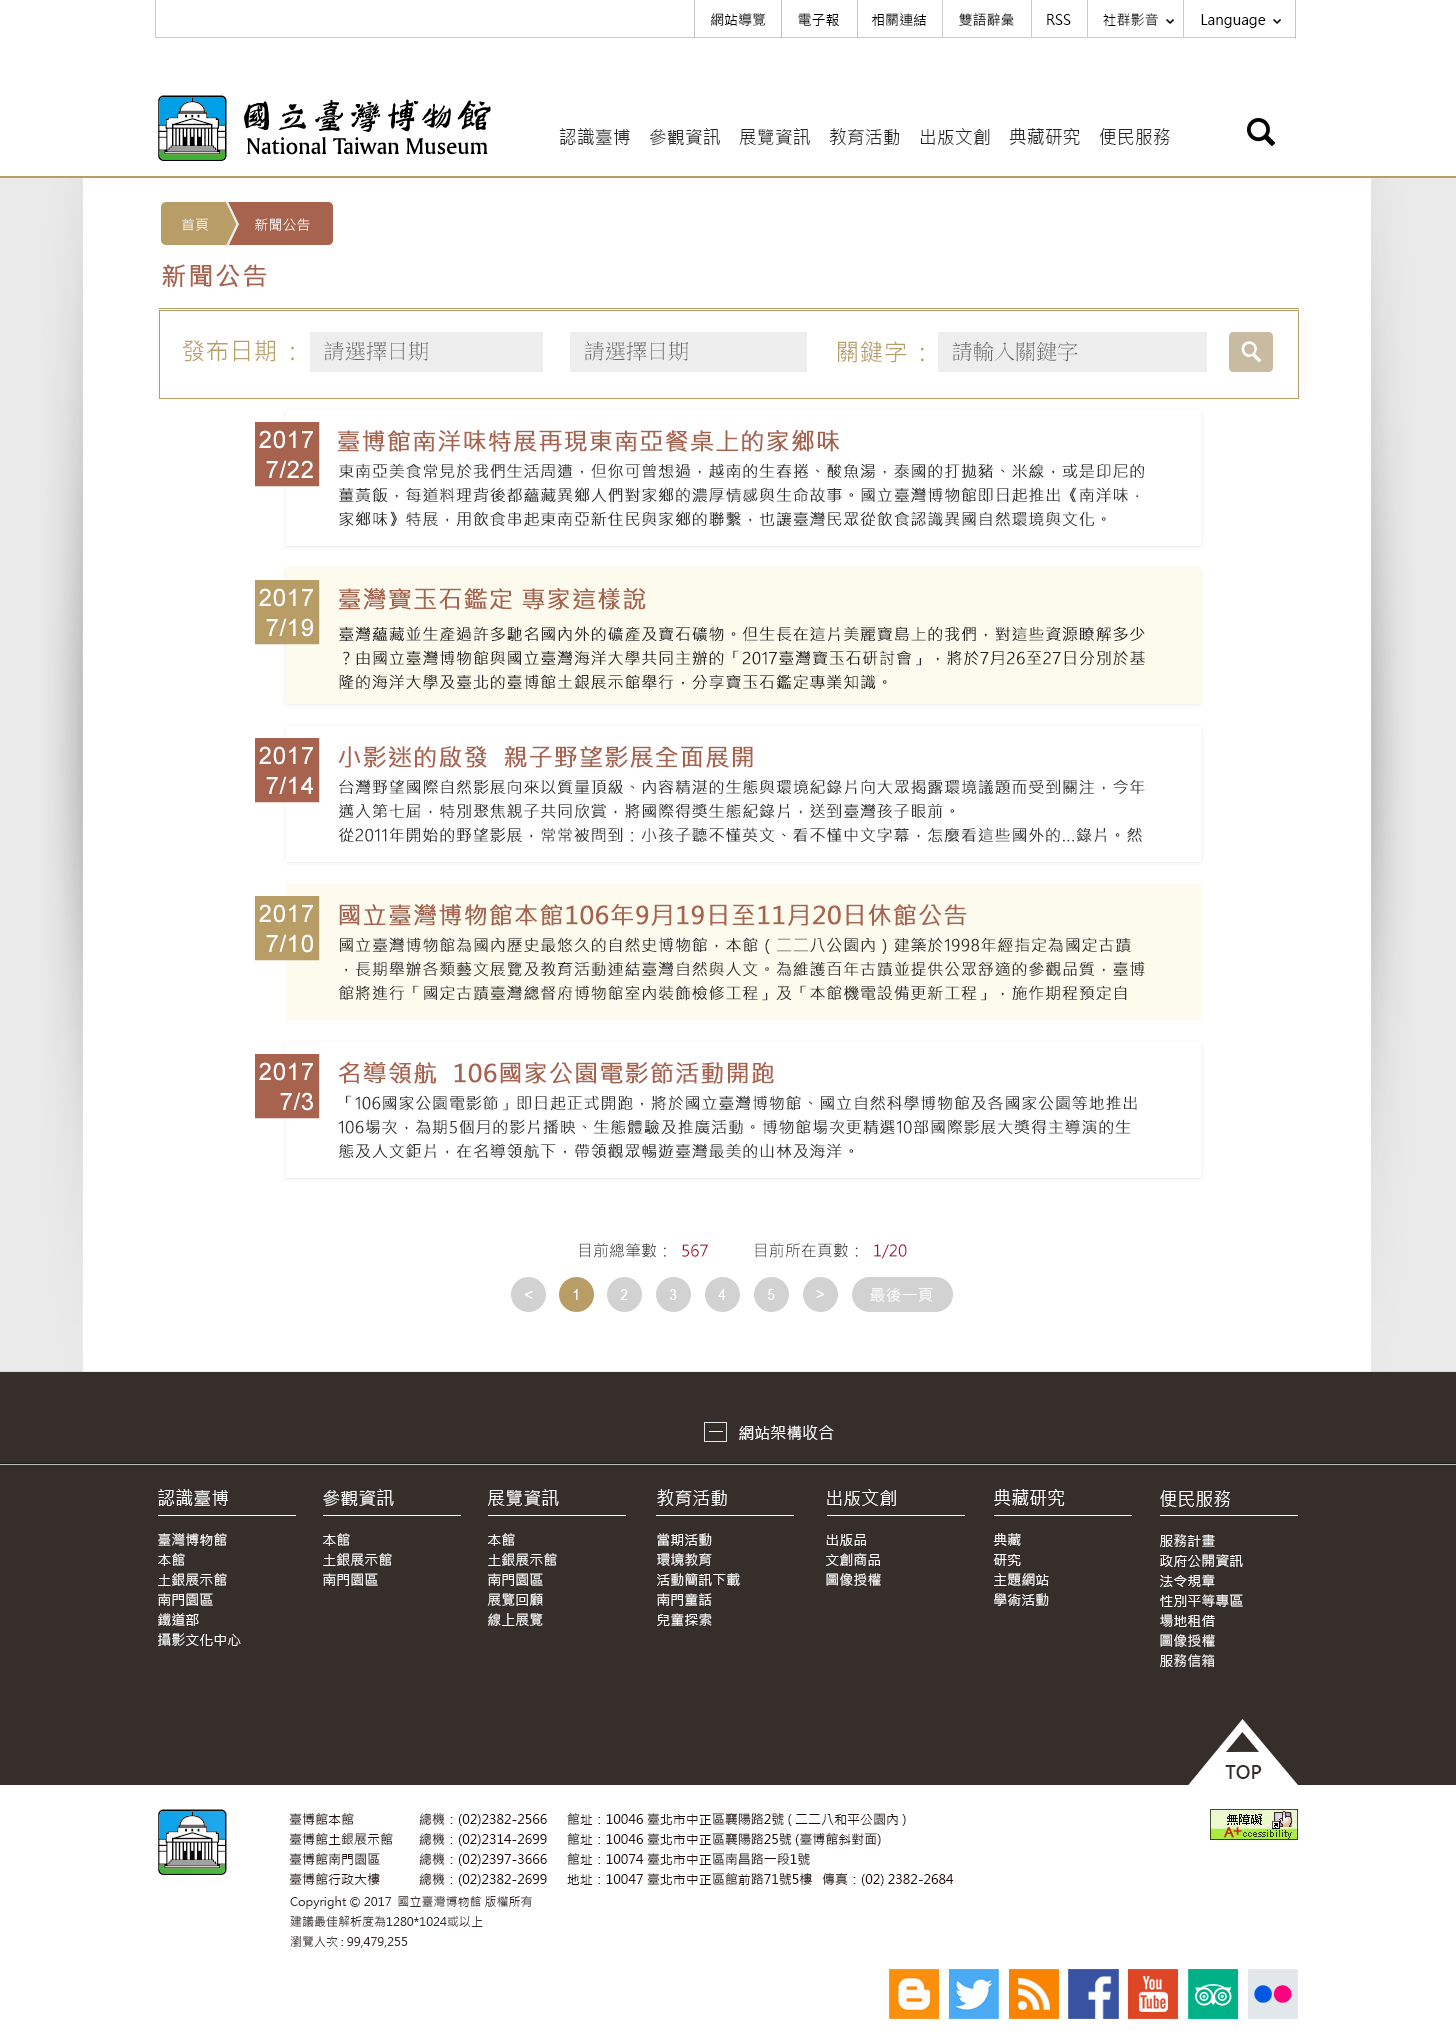 網站導覽 電子報 相關連結 雙語辭彙 RSS 社群影音 Language
國立臺灣博物館
National Taiwan Museum
認識臺博 參觀資訊 展覽資訊 教育活動 出版文創 典藏研究 便民服務
首頁 新聞公告
新聞公告
發布日期： 請選擇日期 請選擇日期 關鍵字： 請輸入關鍵字
2017
7/22
臺博館南洋味特展再現東南亞餐桌上的家鄉味
東南亞美食常見於我們生活周遭，但你可曾想過，越南的生春捲、酸魚湯，泰國的打拋豬、米線，或是印尼的
薑黃飯，每道料理背後都蘊藏異鄉人們對家鄉的濃厚情感與生命故事。國立臺灣博物館即日起推出《南洋味，
家鄉味》特展，用飲食串起東南亞新住民與家鄉的聯繫，也讓臺灣民眾從飲食認識異國自然環境與文化。
2017
7/19
臺灣寶玉石鑑定 專家這樣說
臺灣蘊藏並生產過許多馳名國內外的礦產及寶石礦物。但生長在這片美麗寶島上的我們，對這些資源瞭解多少
？由國立臺灣博物館與國立臺灣海洋大學共同主辦的「2017臺灣寶玉石研討會」，將於7月26至27日分別於基
隆的海洋大學及臺北的臺博館土銀展示館舉行，分享寶玉石鑑定專業知識。
2017
7/14
小影迷的啟發 親子野望影展全面展開
台灣野望國際自然影展向來以質量頂級、內容精湛的生態與環境紀錄片向大眾揭露環境議題而受到關注，今年
邁入第七屆，特別聚焦親子共同欣賞，將國際得獎生態紀錄片，送到臺灣孩子眼前。
從2011年開始的野望影展，常常被問到：小孩子聽不懂英文、看不懂中文字幕，怎麼看這些國外的...錄片。然
2017
7/10
國立臺灣博物館本館106年9月19日至11月20日休館公告
國立臺灣博物館為國內歷史最悠久的自然史博物館，本館（二二八公園內）建築於1998年經指定為國定古蹟
，長期舉辦各類藝文展覽及教育活動連結臺灣自然與人文。為維護百年古蹟並提供公眾舒適的參觀品質，臺博
館將進行「國定古蹟臺灣總督府博物館室內裝飾檢修工程」及「本館機電設備更新工程」，施作期程預定自
2017
7/3
名導領航 106國家公園電影節活動開跑
「106國家公園電影節」即日起正式開跑，將於國立臺灣博物館、國立自然科學博物館及各國家公園等地推出
106場次，為期5個月的影片播映、生態體驗及推廣活動。博物館場次更精選10部國際影展大獎得主導演的生
態及人文鉅片，在名導領航下，帶領觀眾暢遊臺灣最美的山林及海洋。
目前總筆數： 567 目前所在頁數： 1/20
< 1 2 3 4 5 > 最後一頁
網站架構收合
認識臺博 參觀資訊 展覽資訊 教育活動 出版文創 典藏研究 便民服務
臺灣博物館 本館 本館 當期活動 出版品 典藏 服務計畫
本館 土銀展示館 土銀展示館 環境教育 文創商品 研究 政府公開資訊
土銀展示館 南門園區 南門園區 活動簡訊下載 圖像授權 主題網站 法令規章
南門園區 展覽回顧 南門童話 學術活動 性別平等專區
鐵道部 線上展覽 兒童探索 場地租借
攝影文化中心 圖像授權
服務信箱
TOP
臺博館本館 總機：(02)2382-2566 館址：10046 臺北市中正區襄陽路2號 ( 二二八和平公園內 )
臺博館土銀展示館 總機：(02)2314-2699 館址：10046 臺北市中正區襄陽路25號 (臺博館斜對面)
臺博館南門園區 總機：(02)2397-3666 館址：10074 臺北市中正區南昌路一段1號
臺博館行政大樓 總機：(02)2382-2699 地址：10047 臺北市中正區館前路71號5樓 傳真：(02) 2382-2684
Copyright © 2017 國立臺灣博物館 版權所有
建議最佳解析度為1280*1024或以上
瀏覽人次 : 99,479,255
無障礙
A+ccessibility
You
Tube